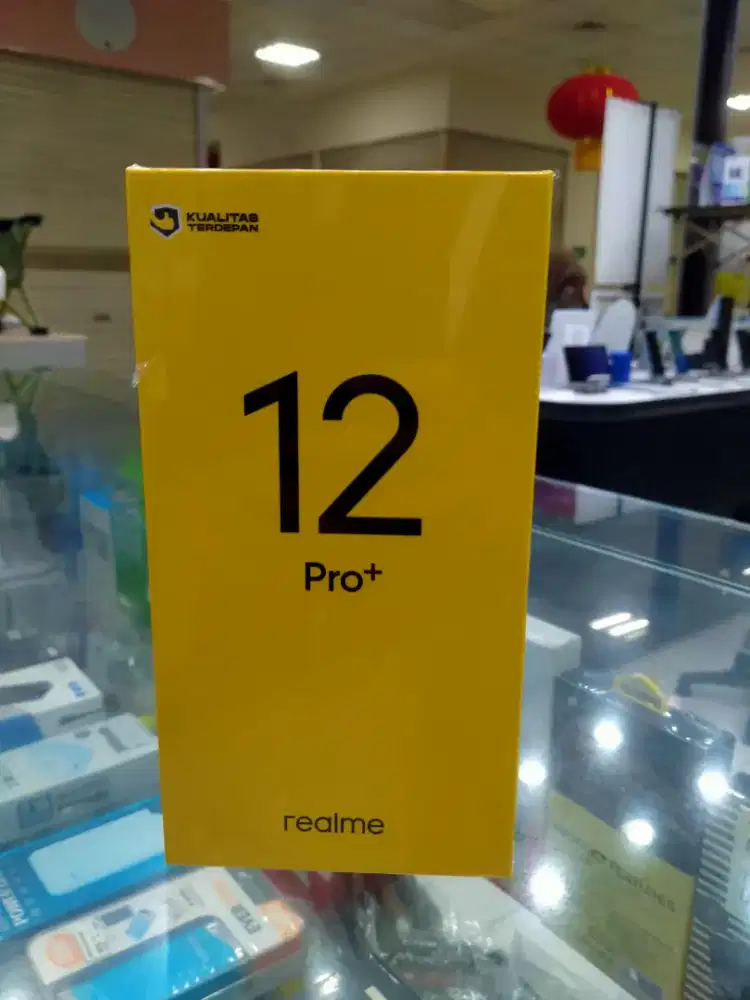 KUALITAS
TERDEPAN
12
Pro+
realme